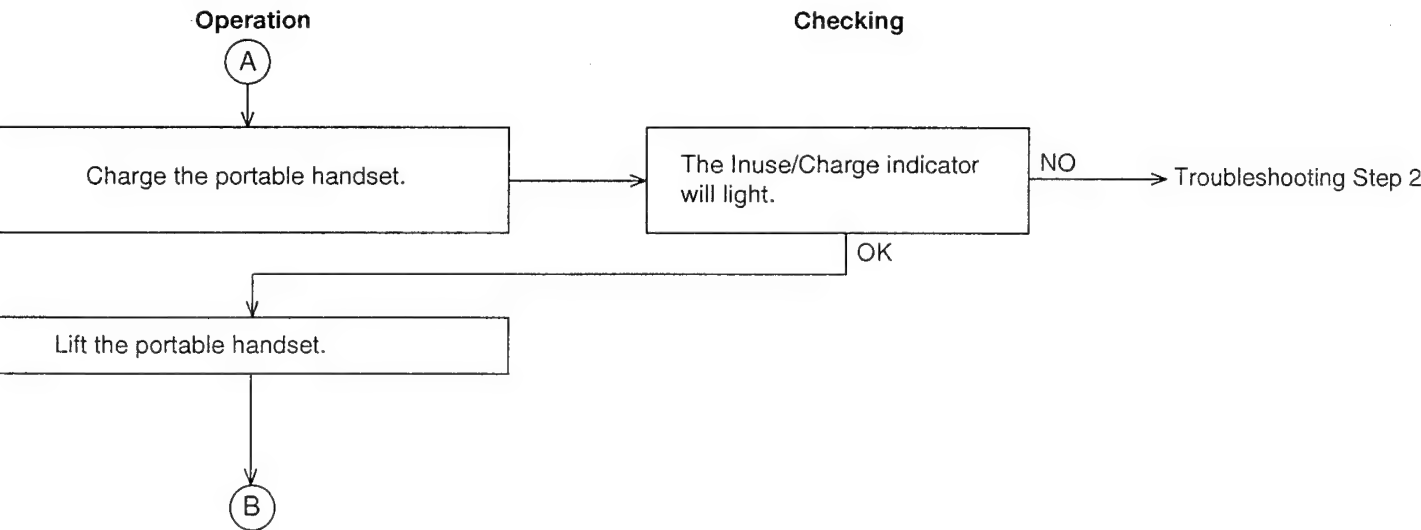 Operation
Checking
A
Charge the portable handset.
The Inuse/Charge indicator
will light.
NO
Troubleshooting Step 2
OK
Lift the portable handset.
B